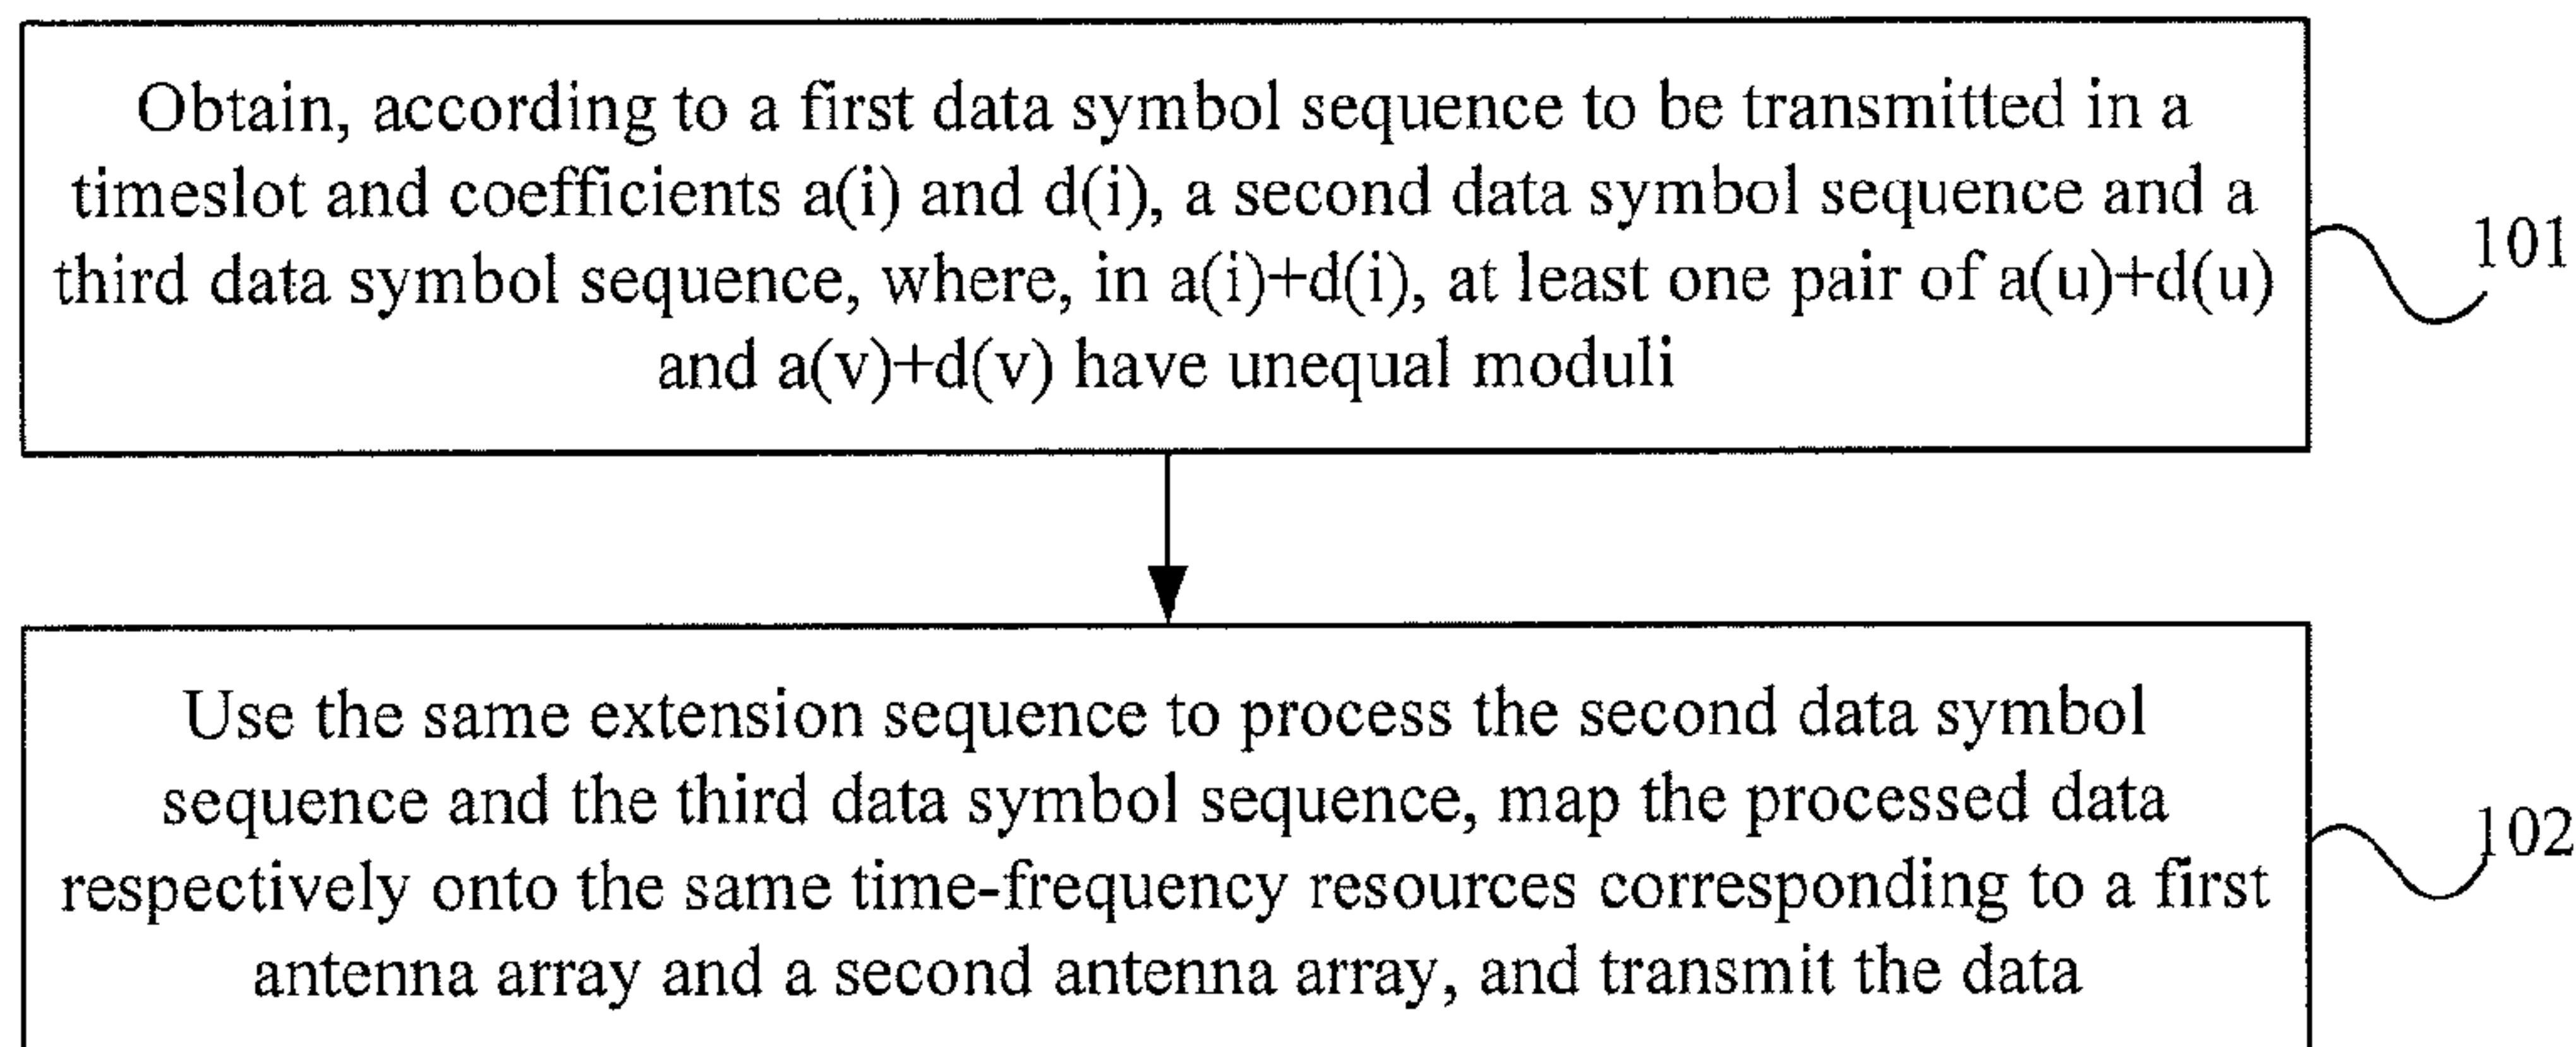 Obtain, according to a first data symbol sequence to be transmitted in a
timeslot and coefficients a(i) and d(i), a second data symbol sequence and a
third data symbol sequence, where, in a(i)+d(i), at least one pair of a(u)+d(u)
and a(v)+d(v) have unequal moduli
101
Use the same extension sequence to process the second data symbol
sequence and the third data symbol sequence, map the processed data
respectively onto the same time-frequency resources corresponding to a first
antenna array and a second antenna array, and transmit the data
102